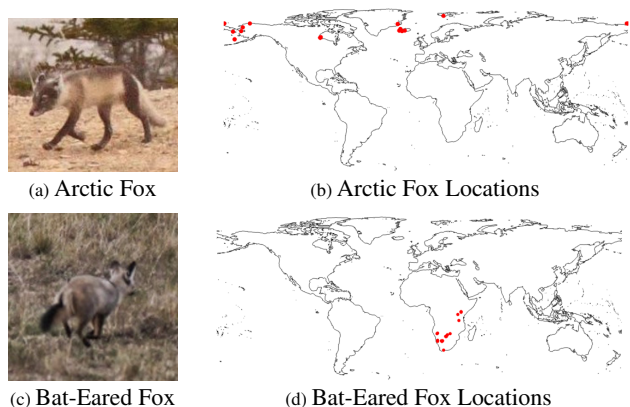 (a) Arctic Fox
(b) Arctic Fox Locations
(c) Bat-Eared Fox
(d) Bat-Eared Fox Locations